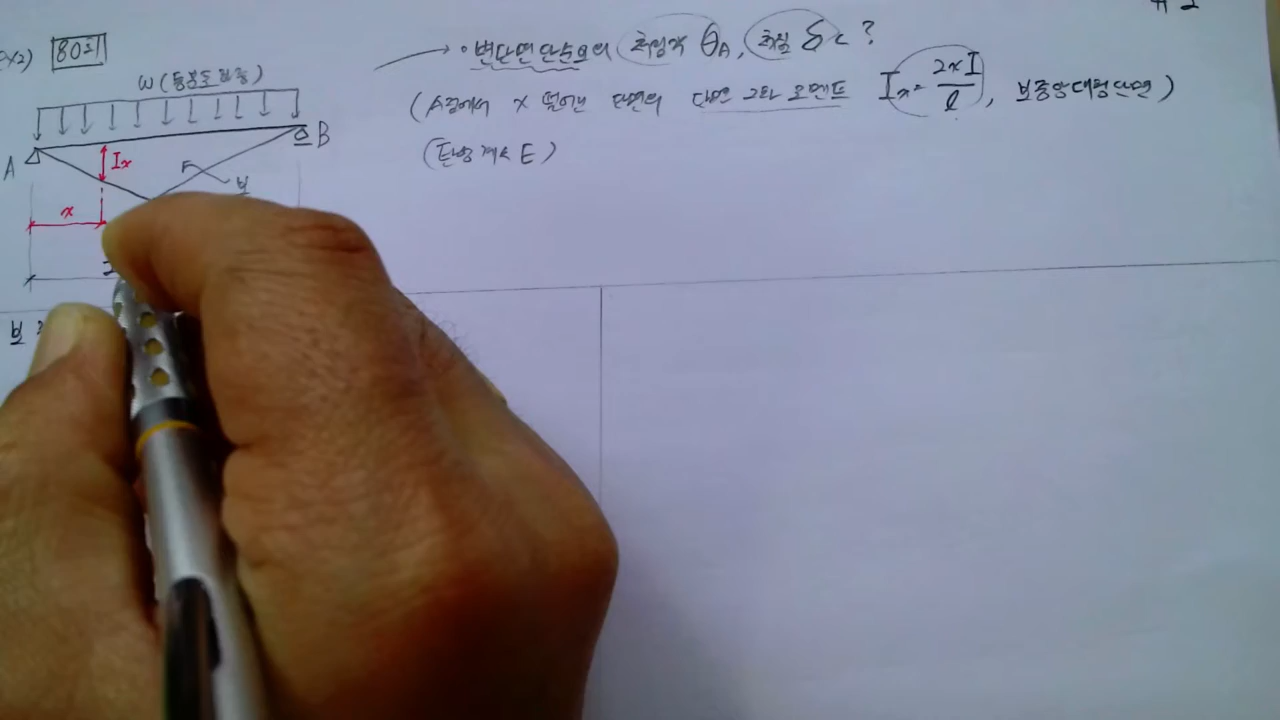 ex2) 80회
• 변단면 단순보의 처짐각 θA, 처짐 δc?
(A점에서 x 떨어진 단면의 단면2차모멘트 Ix = 2xI/ℓ, 보중앙대칭단면)
(탄성계수 E)
ω(등분포하중)
A
B
Ix
x
보